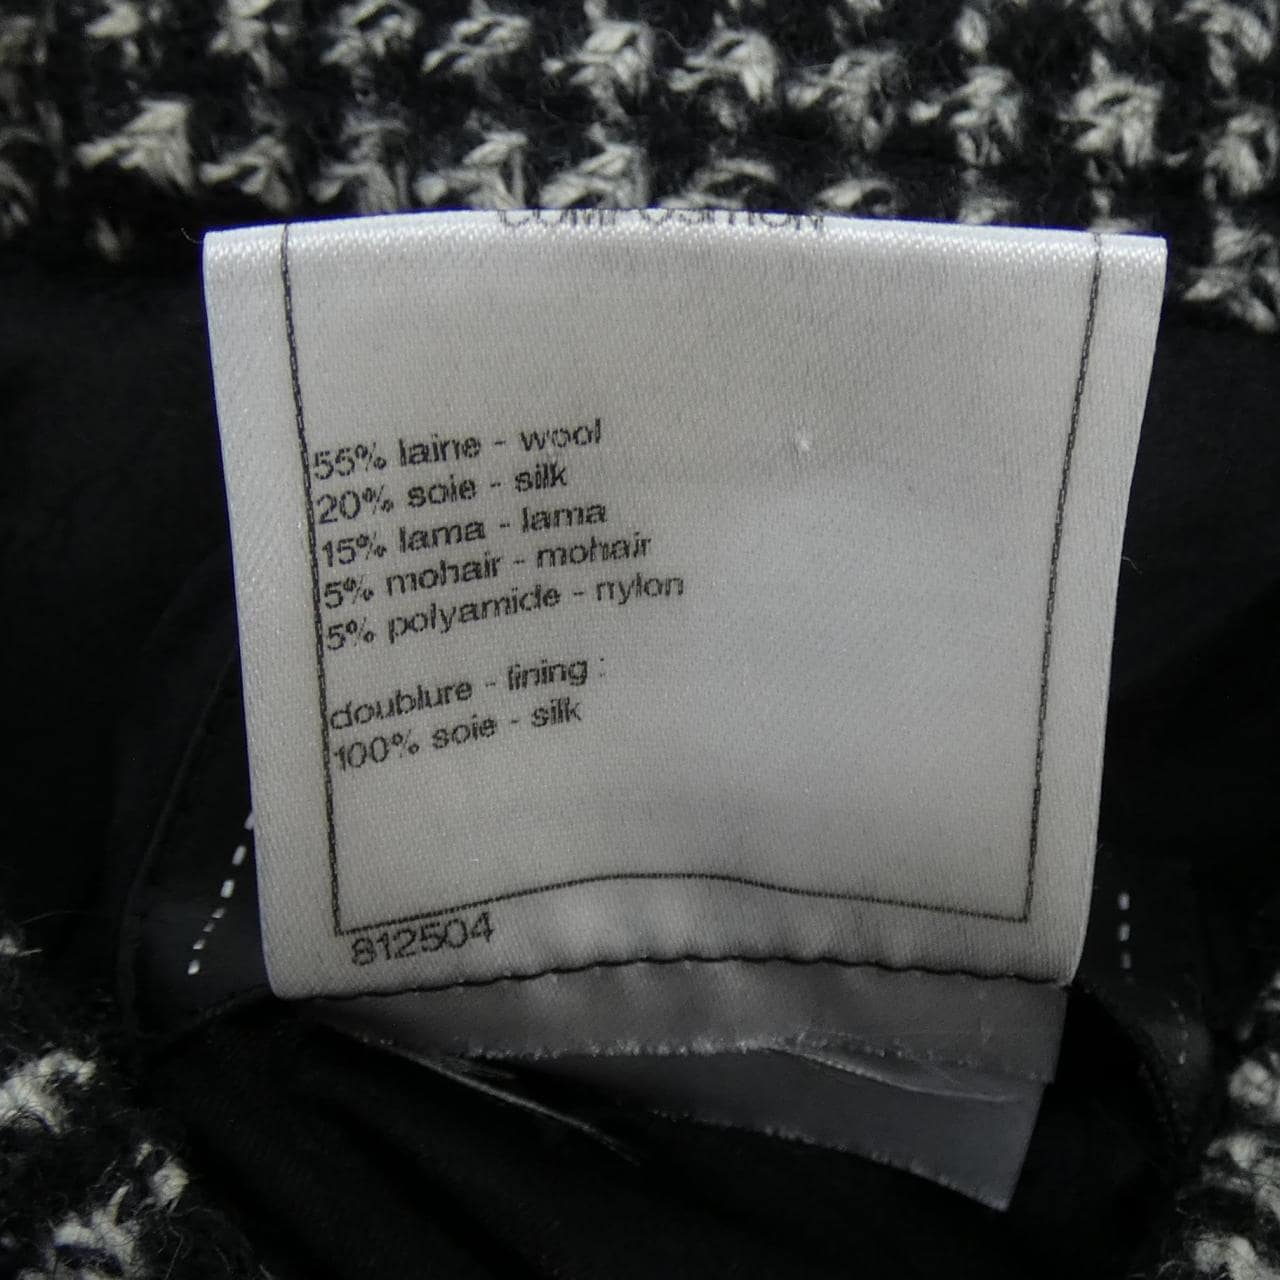 COMPOSITION
55% laine - wool
20% soie - silk
15% lama - lama
5% mohair - mohair
5% polyamide - nylon
doublure - lining :
100% soie - silk
812504